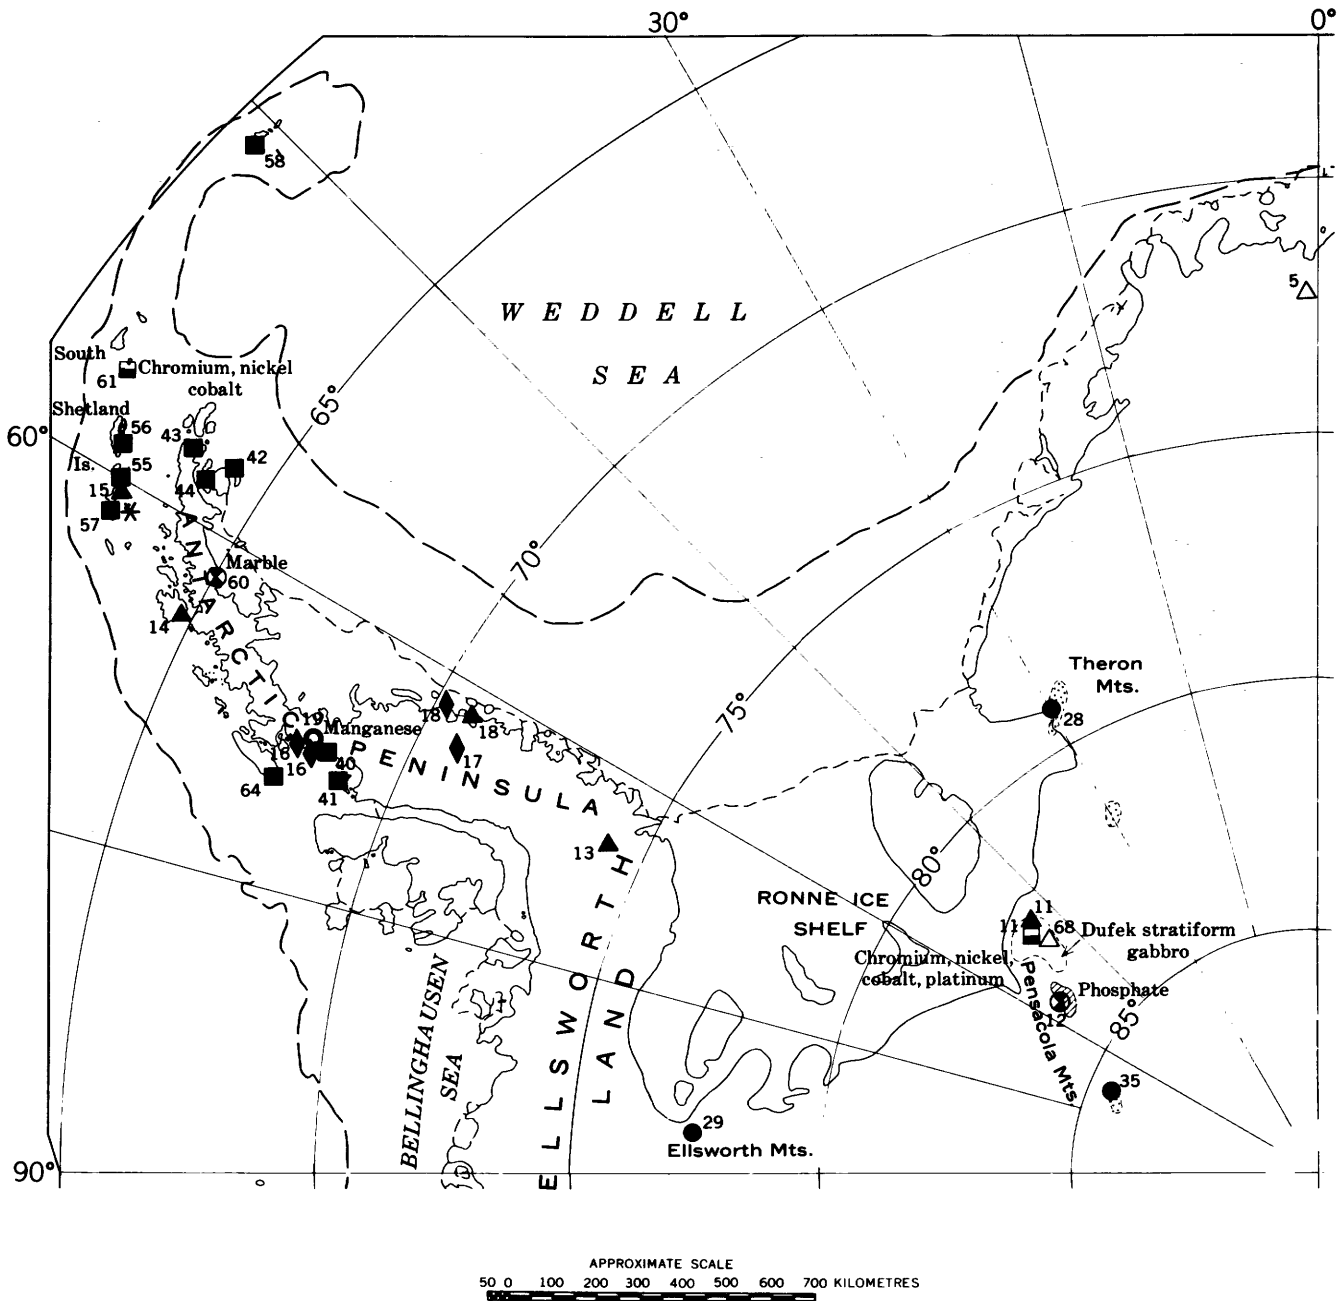 30°
0°
58
5
WEDDELL
SEA
South
61
Chromium, nickel
cobalt
65°
Shetland
56
43
60°
Is.
55
42
15
44
57
70°
Marble
60
14
ANTARCTIC
Theron
Mts.
75°
18
18
28
19
Manganese
16
16
40
17
PENINSULA
64
41
13
80°
RONNE ICE
SHELF
11
11
68
Dufek stratiform
gabbro
Chromium, nickel,
cobalt, platinum
Phosphate
12
85°
Pensacola Mts
BELLINGHAUSEN
SEA
ELLSWORTH
LAND
35
29
Ellsworth Mts.
90°
APPROXIMATE SCALE
50 0 100 200 300 400 500 600 700 KILOMETRES